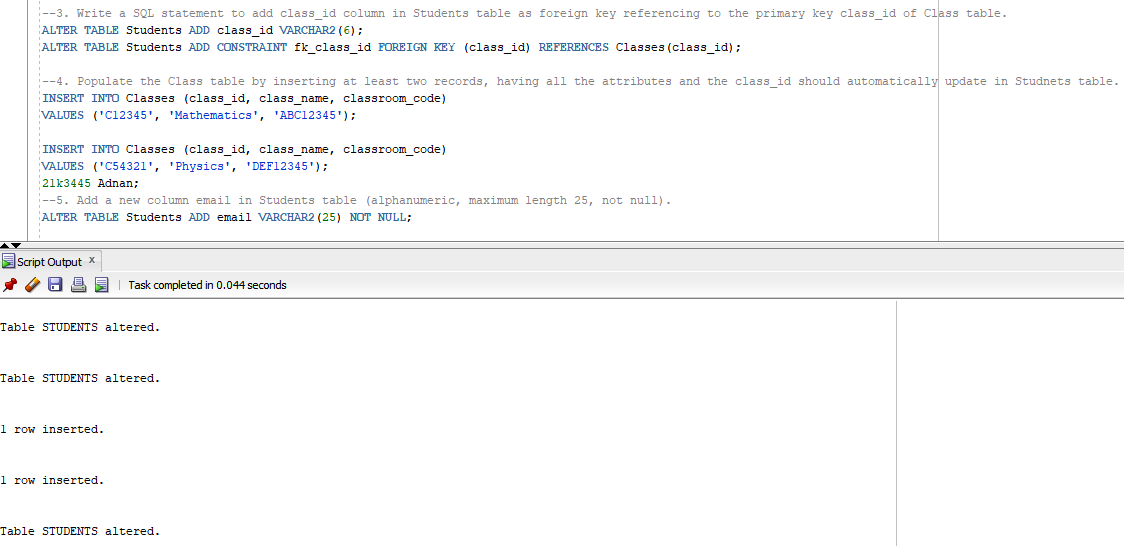 --3. Write a SQL statement to add class_id column in Students table as foreign key referencing to the primary key class_id of Class table.
ALTER TABLE Students ADD class_id VARCHAR2(6);
ALTER TABLE Students ADD CONSTRAINT fk_class_id FOREIGN KEY (class_id) REFERENCES Classes(class_id);
--4. Populate the Class table by inserting at least two records, having all the attributes and the class_id should automatically update in Studnets table.
INSERT INTO Classes (class_id, class_name, classroom_code)
VALUES ('C12345', 'Mathematics', 'ABC12345');
INSERT INTO Classes (class_id, class_name, classroom_code)
VALUES ('C54321', 'Physics', 'DEF12345');
21k3445 Adnan;
--5. Add a new column email in Students table (alphanumeric, maximum length 25, not null).
ALTER TABLE Students ADD email VARCHAR2(25) NOT NULL;
Script Output x
Task completed in 0.044 seconds
Table STUDENTS altered.
Table STUDENTS altered.
1 row inserted.
1 row inserted.
Table STUDENTS altered.